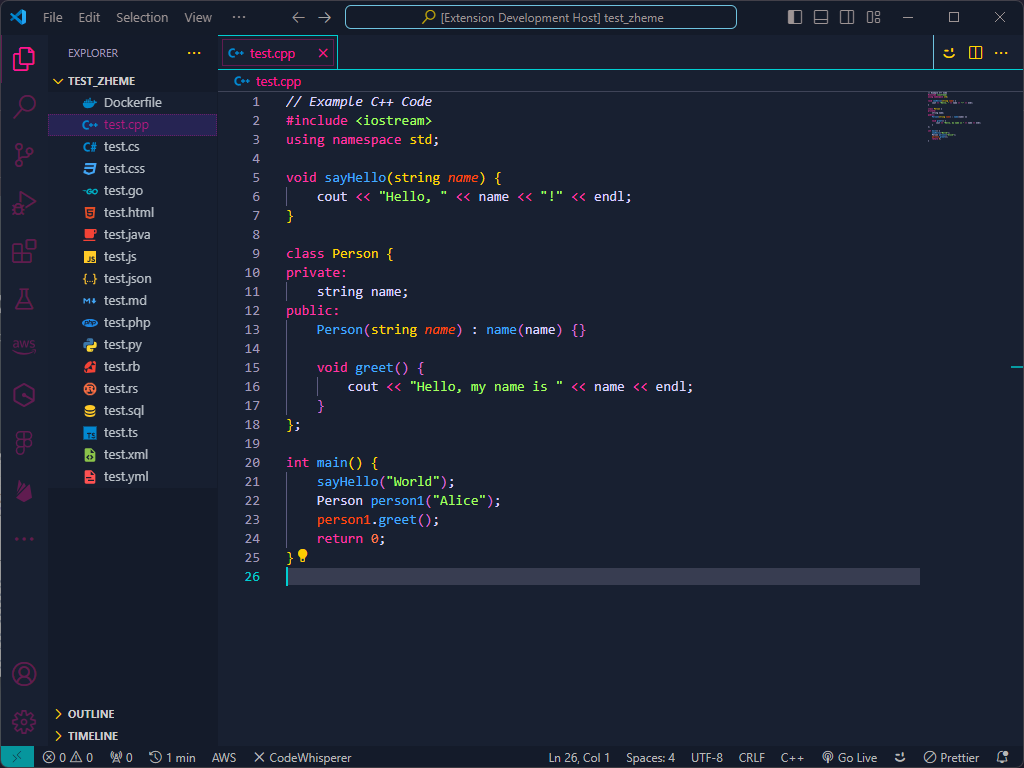 File Edit Selection View ··· [Extension Development Host] test_zheme
EXPLORER ···
TEST_ZHEME
Dockerfile
test.cpp
test.cs
test.css
test.go
test.html
test.java
test.js
test.json
test.md
test.php
test.py
test.rb
test.rs
test.sql
test.ts
test.xml
test.yml
OUTLINE
TIMELINE
aws
C++ test.cpp
C++ test.cpp
1 // Example C++ Code
2 #include <iostream>
3 using namespace std;
4
5 void sayHello(string name) {
6     cout << "Hello, " << name << "!" << endl;
7 }
8
9 class Person {
10 private:
11     string name;
12 public:
13     Person(string name) : name(name) {}
14
15     void greet() {
16         cout << "Hello, my name is " << name << endl;
17     }
18 };
19
20 int main() {
21     sayHello("World");
22     Person person1("Alice");
23     person1.greet();
24     return 0;
25 }
26
0 0 0 1 min AWS CodeWhisperer Ln 26, Col 1 Spaces: 4 UTF-8 CRLF C++ Go Live Prettier